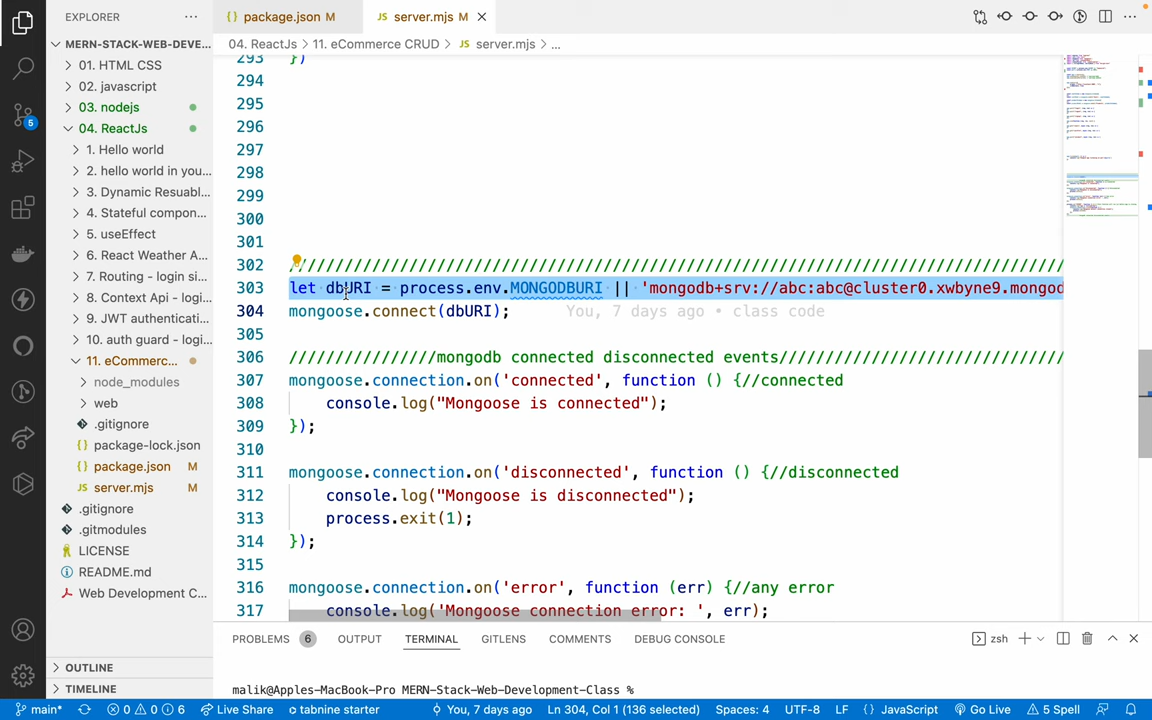 EXPLORER
package.json M
JS server.mjs M
MERN-STACK-WEB-DEVE...
04. ReactJs > 11. eCommerce CRUD > JS server.mjs > ...
01. HTML CSS
02. javascript
03. nodejs
04. ReactJs
1. Hello world
2. hello world in you...
3. Dynamic Resuabl...
4. Stateful compon...
5. useEffect
6. React Weather A...
7. Routing - login si...
8. Context Api - logi...
9. JWT authenticati...
10. auth guard - logi...
11. eCommerc...
node_modules
web
.gitignore
package-lock.json
package.json M
JS server.mjs M
.gitignore
.gitmodules
LICENSE
README.md
Web Development C...
OUTLINE
TIMELINE
5
293 })
294
295
296
297
298
299
300
301
302 ////////////////////////////////////////////////////////////////////////////////////
303 let dbURI = process.env.MONGODBURI || 'mongodb+srv://abc:abc@cluster0.xwbyne9.mongod
304 mongoose.connect(dbURI); You, 7 days ago • class code
305
306 ////////////////mongodb connected disconnected events///////////////////////////////
307 mongoose.connection.on('connected', function () {//connected
308 console.log("Mongoose is connected");
309 });
310
311 mongoose.connection.on('disconnected', function () {//disconnected
312 console.log("Mongoose is disconnected");
313 process.exit(1);
314 });
315
316 mongoose.connection.on('error', function (err) {//any error
317 console.log('Mongoose connection error: ', err);
PROBLEMS 6 OUTPUT TERMINAL GITLENS COMMENTS DEBUG CONSOLE zsh
malik@Apples-MacBook-Pro MERN-Stack-Web-Development-Class %
main* 0 0 6 Live Share tabnine starter You, 7 days ago Ln 304, Col 1 (136 selected) Spaces: 4 UTF-8 LF {} JavaScript Go Live 5 Spell